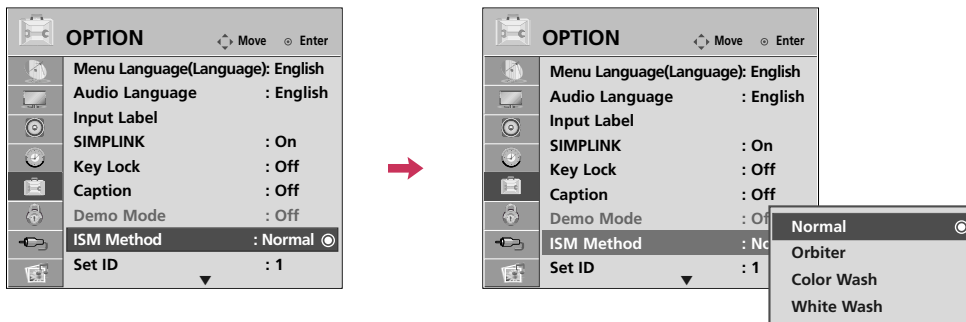 OPTION Move Enter
Menu Language(Language): English
Audio Language : English
Input Label
SIMPLINK : On
Key Lock : Off
Caption : Off
Demo Mode : Off
ISM Method : Normal
Set ID : 1
OPTION Move Enter
Menu Language(Language): English
Audio Language : English
Input Label
SIMPLINK : On
Key Lock : Off
Caption : Off
Demo Mode : Of
ISM Method : No
Set ID : 1
Normal
Orbiter
Color Wash
White Wash